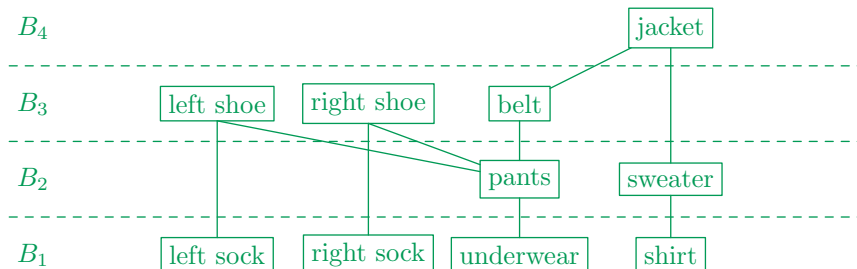 B4 jacket
B3 left shoe right shoe belt
B2 pants sweater
B1 left sock right sock underwear shirt